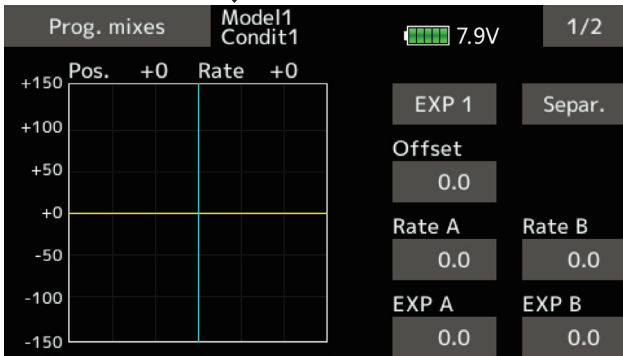 Prog. mixes Model1 7.9V 1/2
Condit1
Pos. +0 Rate +0
+150
EXP 1 Separ.
+100
Offset
+50
0.0
+0
Rate A Rate B
-50
0.0 0.0
-100
EXP A EXP B
-150
0.0 0.0